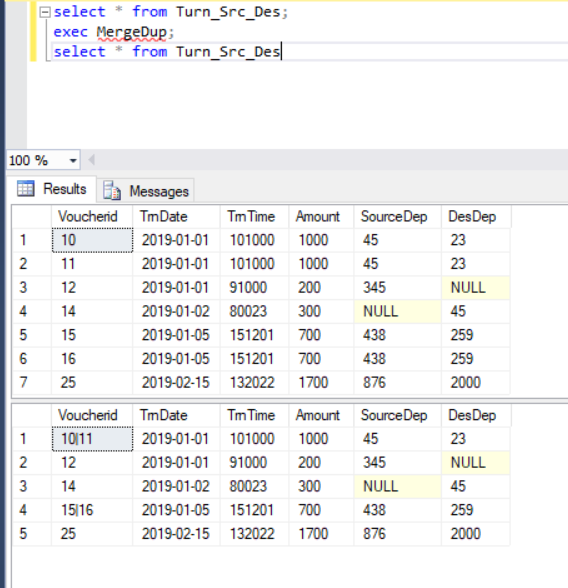 select * from Turn_Src_Des;
exec MergeDup;
select * from Turn_Src_Des
100 %
Results Messages
Voucherid TrnDate TrnTime Amount SourceDep DesDep
1 10 2019-01-01 101000 1000 45 23
2 11 2019-01-01 101000 1000 45 23
3 12 2019-01-01 91000 200 345 NULL
4 14 2019-01-02 80023 300 NULL 45
5 15 2019-01-05 151201 700 438 259
6 16 2019-01-05 151201 700 438 259
7 25 2019-02-15 132022 1700 876 2000
Voucherid TrnDate TrnTime Amount SourceDep DesDep
1 10|11 2019-01-01 101000 1000 45 23
2 12 2019-01-01 91000 200 345 NULL
3 14 2019-01-02 80023 300 NULL 45
4 15|16 2019-01-05 151201 700 438 259
5 25 2019-02-15 132022 1700 876 2000